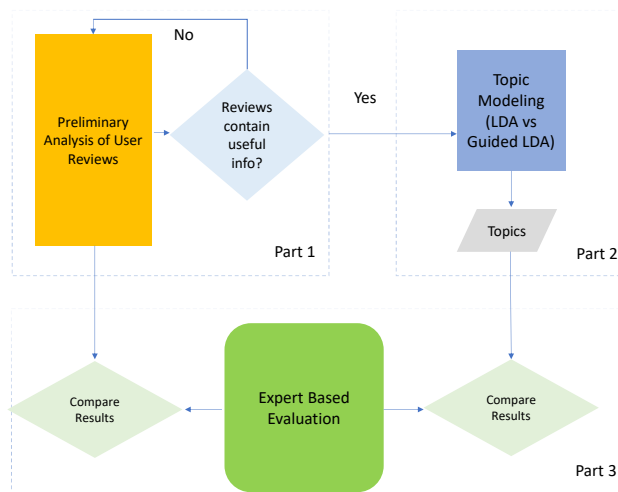 No
Preliminary
Analysis of User
Reviews
Reviews
contain
useful
info?
Yes
Topic
Modeling
(LDA vs
Guided LDA)
Topics
Part 1
Part 2
Compare
Results
Expert Based
Evaluation
Compare
Results
Part 3